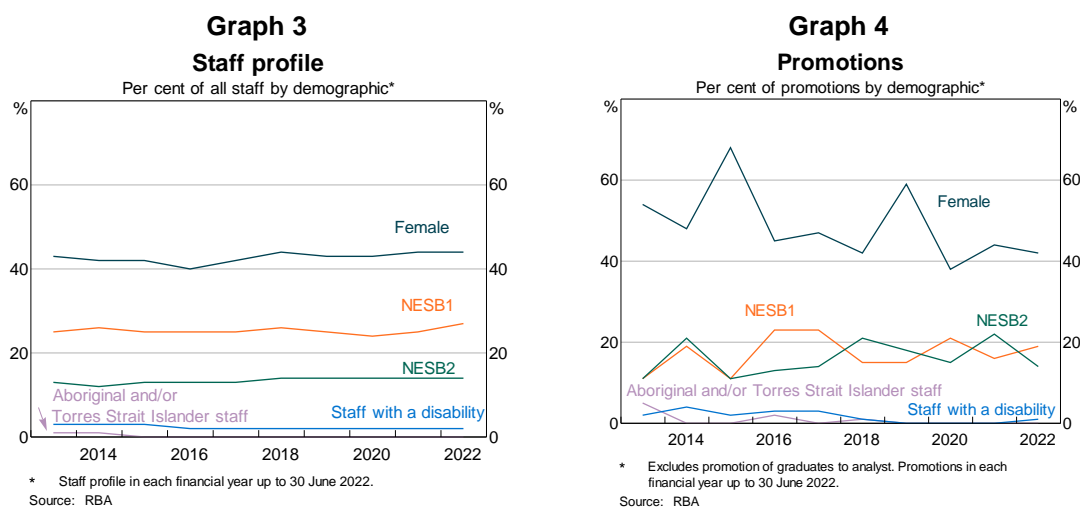 Graph 3
Staff profile
Per cent of all staff by demographic*
%
%
60
60
Female
40
40
NESB1
20
20
NESB2
Aboriginal and/or
Torres Strait Islander staff
Staff with a disability
0
0
2014
2016
2018
2020
2022
* Staff profile in each financial year up to 30 June 2022.
Source: RBA
Graph 4
Promotions
Per cent of promotions by demographic*
%
%
60
60
Female
40
40
NESB1
NESB2
20
20
Aboriginal and/or Torres Strait Islander staff
Staff with a disability
0
0
2014
2016
2018
2020
2022
* Excludes promotion of graduates to analyst. Promotions in each
financial year up to 30 June 2022.
Source: RBA